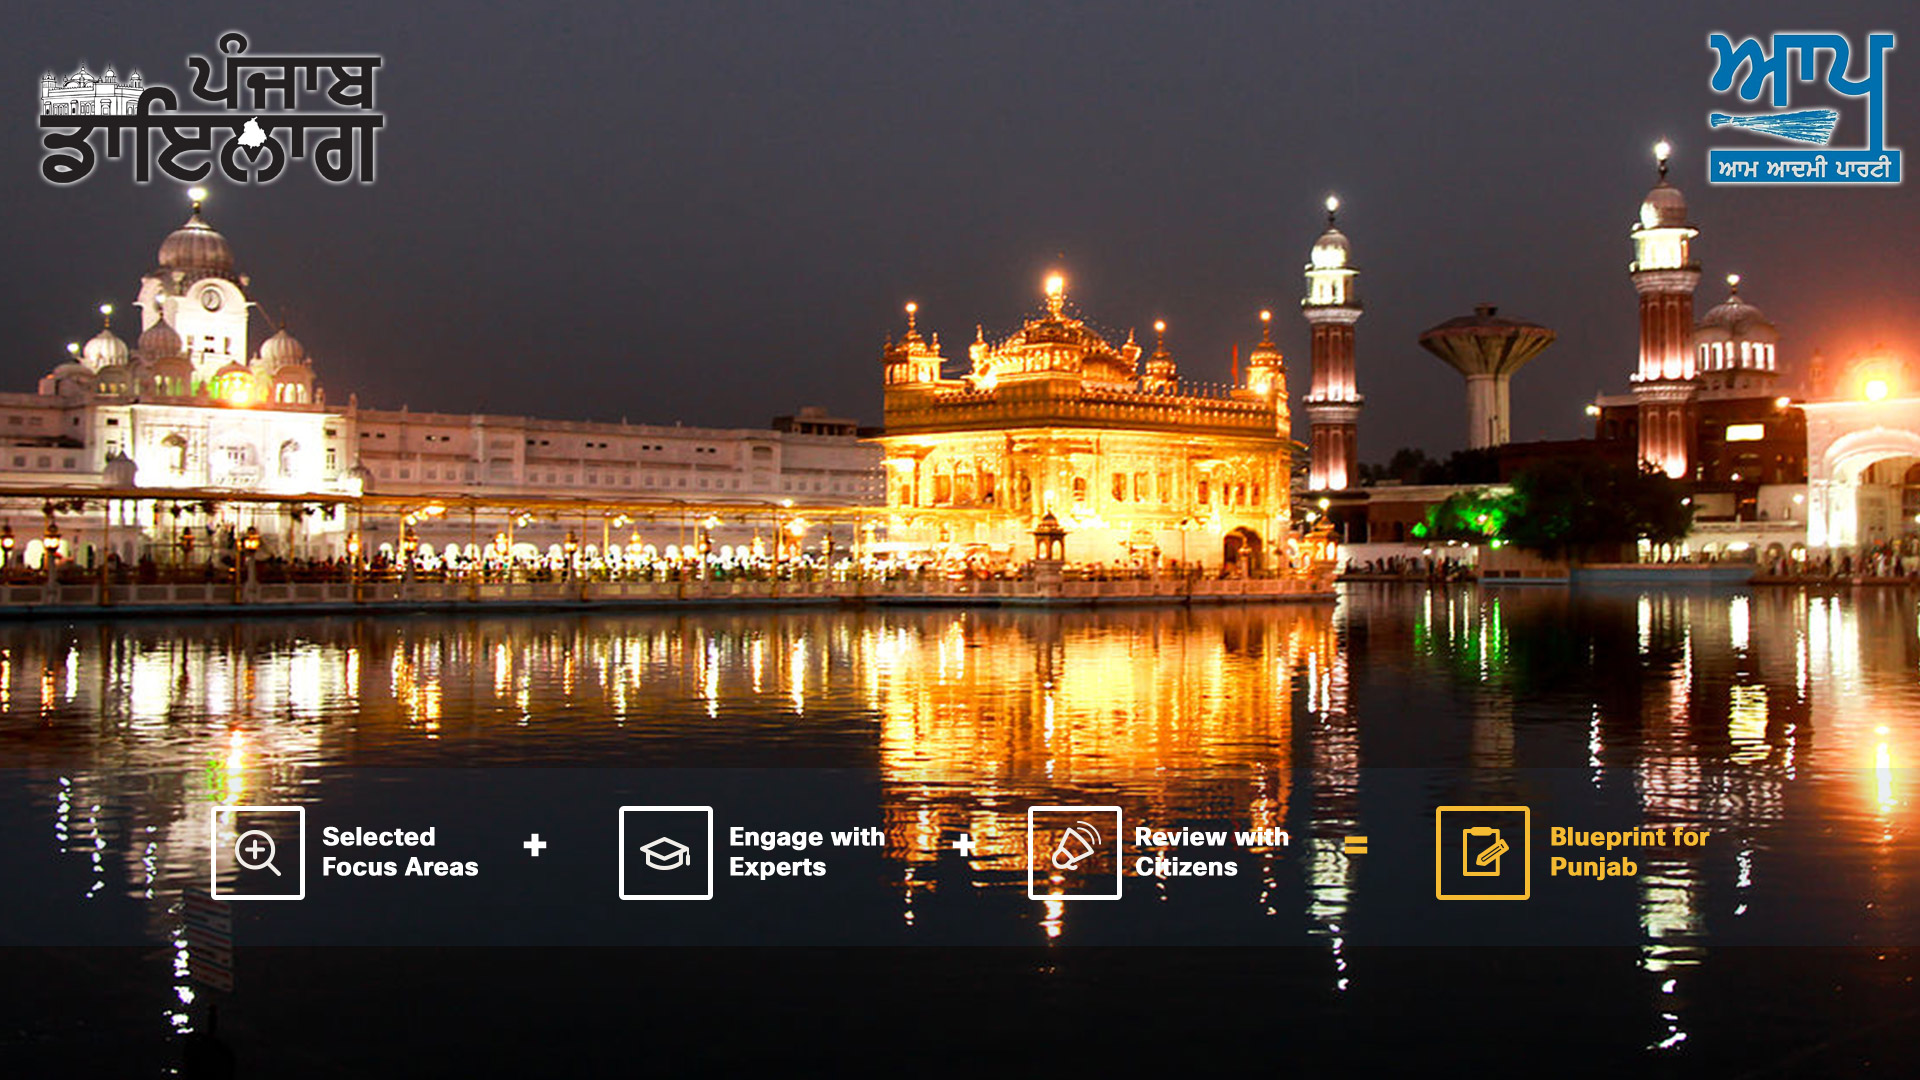 ਪੰਜਾਬ
ਡਾਇਲਾਗ
ਆਪ
ਆਮ ਆਦਮੀ ਪਾਰਟੀ
Selected
Focus Areas
+
Engage with
Experts
+
Review with
Citizens
=
Blueprint for
Punjab